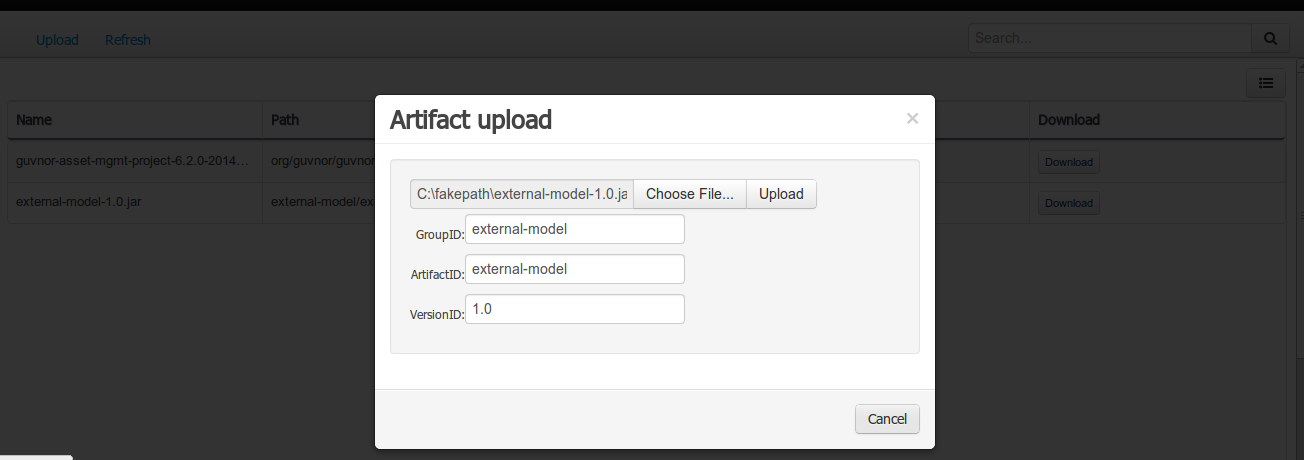 Upload Refresh Search...
Artifact upload ×
Name Path Download
guvnor-asset-mgmt-project-6.2.0-2014... org/guvnor/guvnor Download
C:\fakepath\external-model-1.0.ja Choose File... Upload
external-model-1.0.jar external-model/ex Download
GroupID: external-model
ArtifactID: external-model
VersionID: 1.0
Cancel